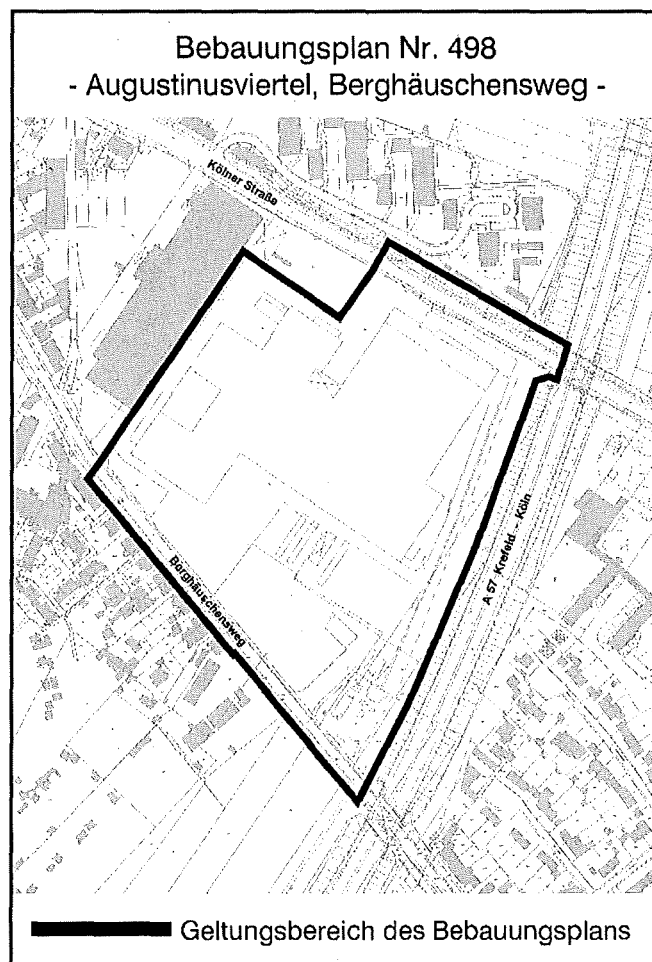 Bebauungsplan Nr. 498
- Augustinusviertel, Berghäuschensweg -
Kölner Straße
Berghäuschensweg
A 57 Krefeld - Köln
Geltungsbereich des Bebauungsplans